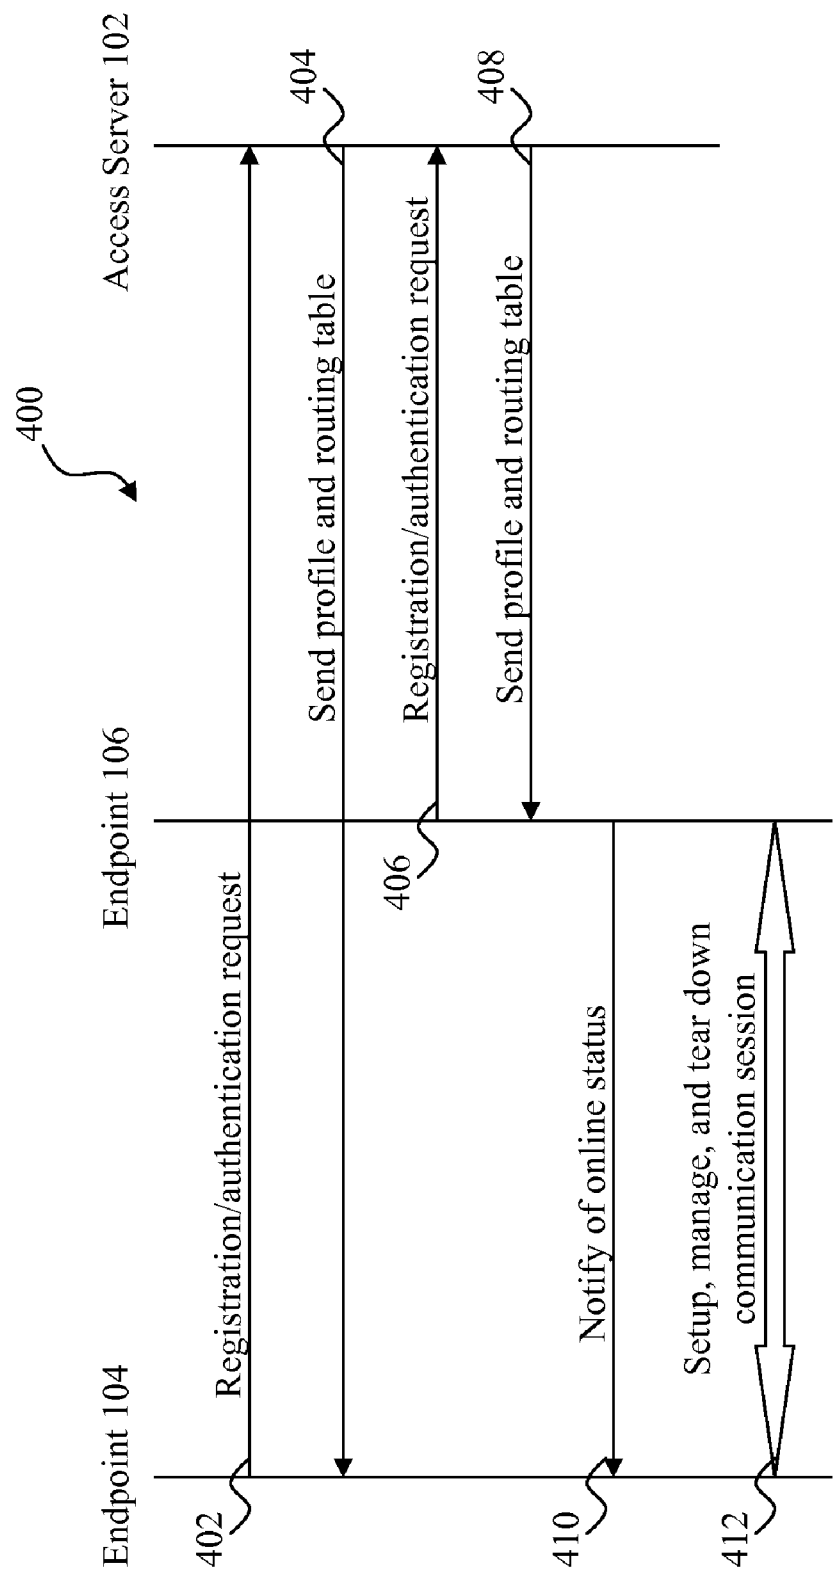 400
Endpoint 104
Endpoint 106
Access Server 102
Registration/authentication request
402
Send profile and routing table
404
Registration/authentication request
406
Send profile and routing table
408
Notify of online status
410
Setup, manage, and tear down
communication session
412